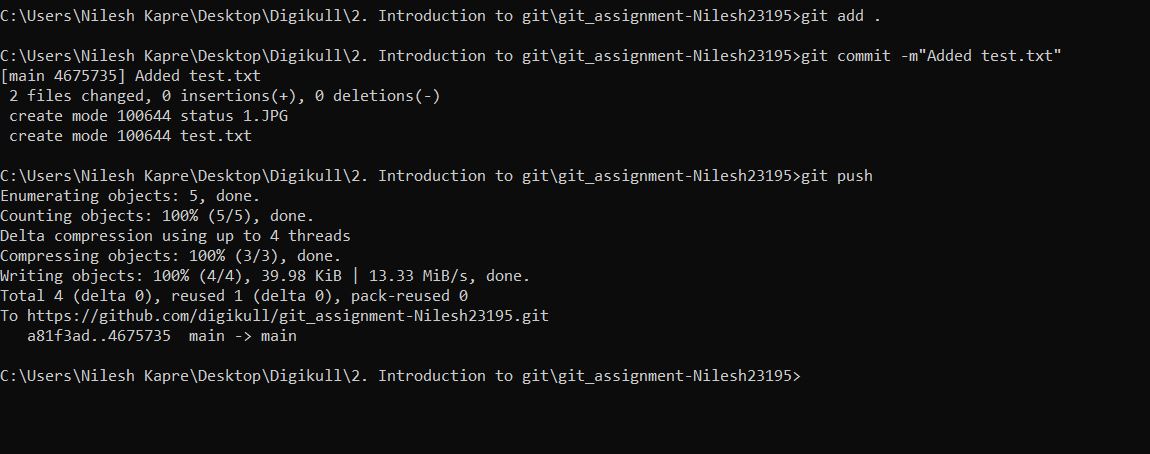 C:\Users\Nilesh Kapre\Desktop\Digikull\2. Introduction to git\git_assignment-Nilesh23195>git add .
C:\Users\Nilesh Kapre\Desktop\Digikull\2. Introduction to git\git_assignment-Nilesh23195>git commit -m"Added test.txt"
[main 4675735] Added test.txt
 2 files changed, 0 insertions(+), 0 deletions(-)
 create mode 100644 status 1.JPG
 create mode 100644 test.txt
C:\Users\Nilesh Kapre\Desktop\Digikull\2. Introduction to git\git_assignment-Nilesh23195>git push
Enumerating objects: 5, done.
Counting objects: 100% (5/5), done.
Delta compression using up to 4 threads
Compressing objects: 100% (3/3), done.
Writing objects: 100% (4/4), 39.98 KiB | 13.33 MiB/s, done.
Total 4 (delta 0), reused 1 (delta 0), pack-reused 0
To https://github.com/digikull/git_assignment-Nilesh23195.git
   a81f3ad..4675735  main -> main
C:\Users\Nilesh Kapre\Desktop\Digikull\2. Introduction to git\git_assignment-Nilesh23195>